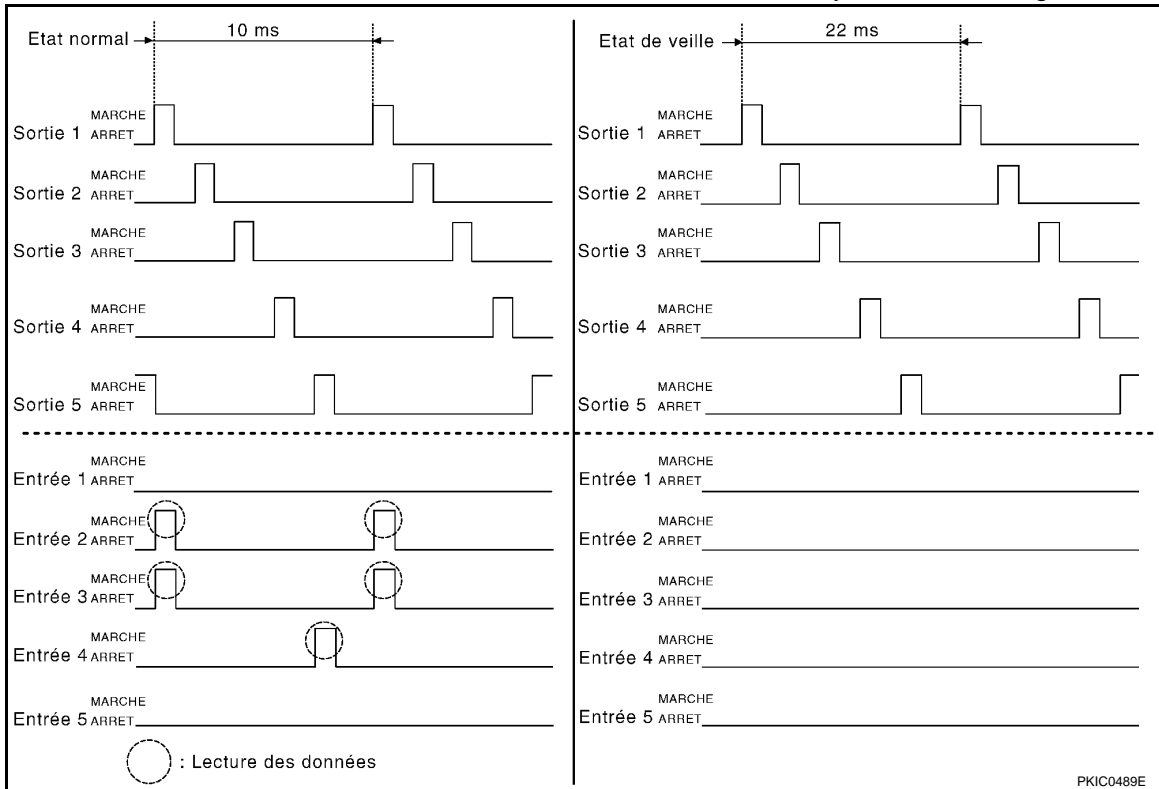 Etat normal
10 ms
MARCHE
Sortie 1 ARRET
MARCHE
Sortie 2 ARRET
MARCHE
Sortie 3 ARRET
MARCHE
Sortie 4 ARRET
MARCHE
Sortie 5 ARRET
MARCHE
Entrée 1 ARRET
MARCHE
Entrée 2 ARRET
MARCHE
Entrée 3 ARRET
MARCHE
Entrée 4 ARRET
MARCHE
Entrée 5 ARRET
: Lecture des données
Etat de veille
22 ms
MARCHE
Sortie 1 ARRET
MARCHE
Sortie 2 ARRET
MARCHE
Sortie 3 ARRET
MARCHE
Sortie 4 ARRET
MARCHE
Sortie 5 ARRET
MARCHE
Entrée 1 ARRET
MARCHE
Entrée 2 ARRET
MARCHE
Entrée 3 ARRET
MARCHE
Entrée 4 ARRET
MARCHE
Entrée 5 ARRET
PKIC0489E